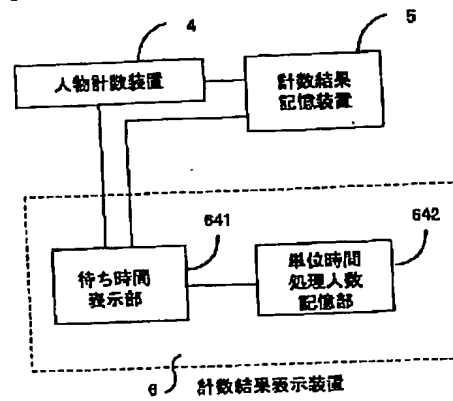 4
5
人物計数装置
計数結果
記憶装置
641
642
待ち時間
表示部
単位時間
処理人数
記憶部
6
計数結果表示装置